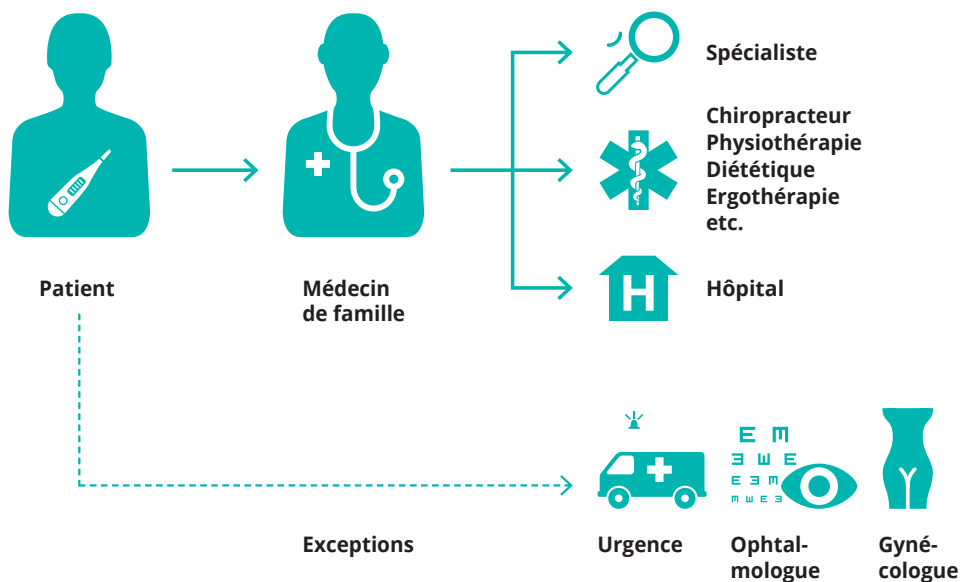 Spécialiste
Chiropracteur
Physiothérapie
Diététique
Ergothérapie
etc.
Patient
Médecin
de famille
H
Hôpital
E m
E W E
E E m E
m W E E
Exceptions
Urgence
Ophtal-
mologue
Gyné-
cologue